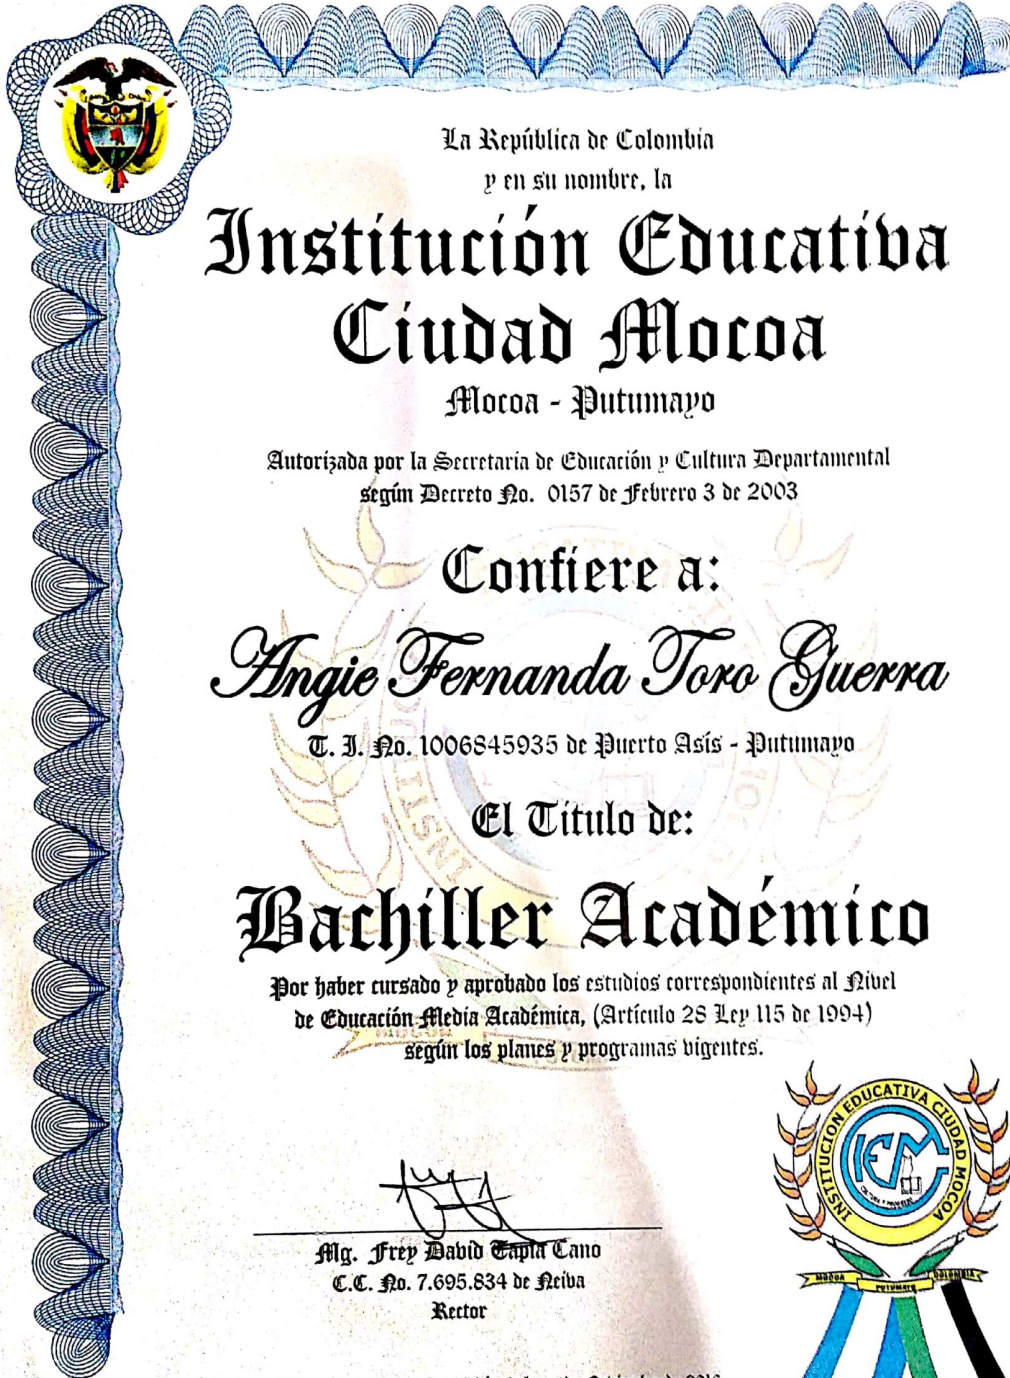 La República de Colombia
y en su nombre, la
Institución Educativa
Ciudad Mocoa
Mocoa - Putumayo
Autorizada por la Secretaria de Educación y Cultura Departamental
según Decreto No. 0157 de Febrero 3 de 2003
Confiere a:
Angie Fernanda Toro Guerra
T. I. No. 1006845935 de Puerto Asís - Putumayo
El Titulo de:
Bachiller Académico
Por haber cursado y aprobado los estudios correspondientes al Nivel
de Educación Media Académica, (Artículo 28 Ley 115 de 1994)
según los planes y programas vigentes.
Mg. Frey David Tapia Cano
C.C. No. 7.695.834 de Neiva
Rector
INSTITUCION EDUCATIVA CIUDAD MOCOA
MOCOA PUTUMAYO COLOMBIA